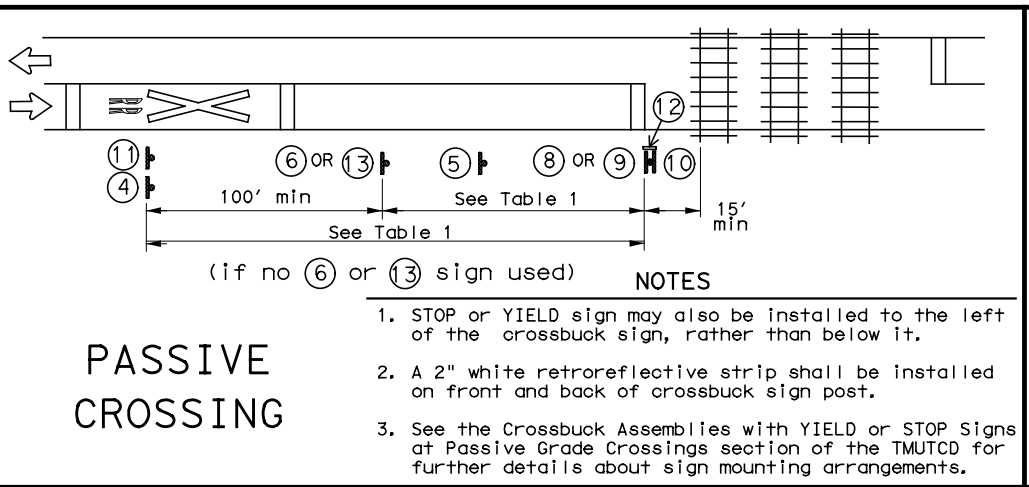 12
11
6 OR 13
5
8 OR 9
10
4
100' min
See Table 1
15'
min
See Table 1
(if no 6 or 13 sign used)
NOTES
PASSIVE
CROSSING
1. STOP or YIELD sign may also be installed to the left
of the crossbuck sign, rather than below it.
2. A 2" white retroreflective strip shall be installed
on front and back of crossbuck sign post.
3. See the Crossbuck Assemblies with YIELD or STOP Signs
at Passive Grade Crossings section of the TMUTCD for
further details about sign mounting arrangements.